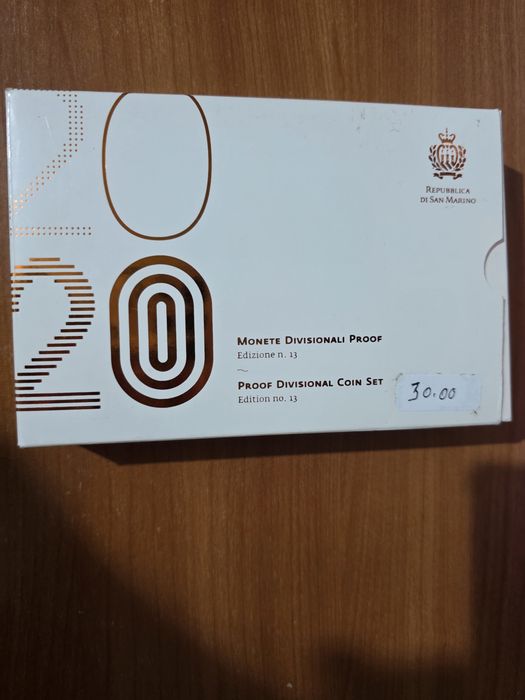 2020
REPUBBLICA
DI SAN MARINO
MONETE DIVISIONALI PROOF
Edizione n. 13
~
PROOF DIVISIONAL COIN SET
Edition no. 13
30.00